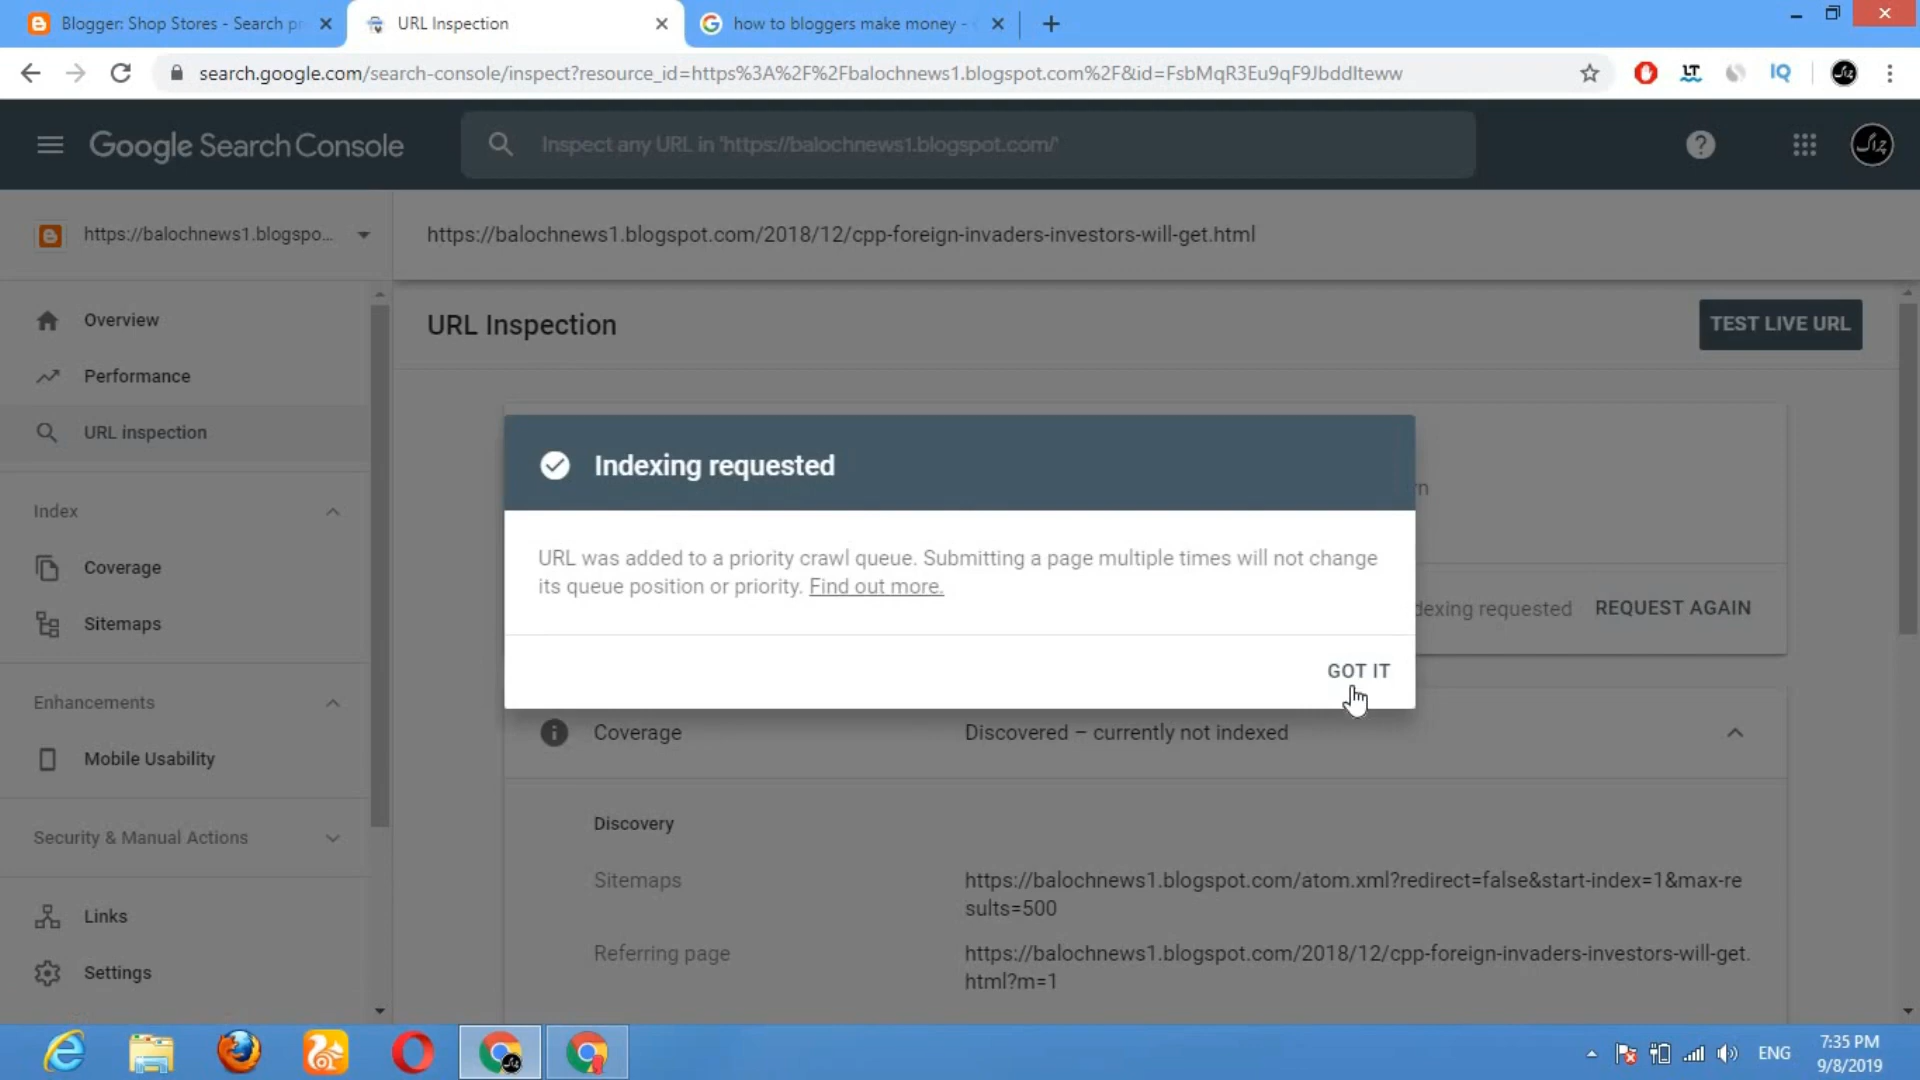 Blogger: Shop Stores - Search pr
URL Inspection
how to bloggers make money -
search.google.com/search-console/inspect?resource_id=https%3A%2F%2Fbalochnews1.blogspot.com%2F&id=FsbMqR3Eu9qF9JbddIteww
LT
IQ
Google Search Console
Inspect any URL in 'https://balochnews1.blogspot.com/'
https://balochnews1.blogspo...
https://balochnews1.blogspot.com/2018/12/cpp-foreign-invaders-investors-will-get.html
Overview
URL Inspection
TEST LIVE URL
Performance
URL inspection
Indexing requested
Index
URL was added to a priority crawl queue. Submitting a page multiple times will not change
its queue position or priority. Find out more.
Coverage
dexing requested
REQUEST AGAIN
Sitemaps
GOT IT
Enhancements
Coverage
Discovered – currently not indexed
Mobile Usability
Discovery
Security & Manual Actions
Sitemaps
https://balochnews1.blogspot.com/atom.xml?redirect=false&start-index=1&max-re
sults=500
Links
Referring page
https://balochnews1.blogspot.com/2018/12/cpp-foreign-invaders-investors-will-get.
html?m=1
Settings
ENG
7:35 PM
9/8/2019